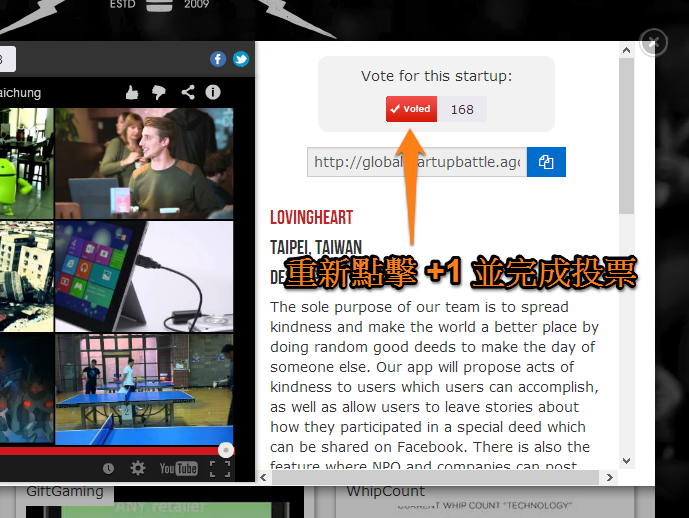 ESTD
2009
3
aichung
Vote for this startup:
Voted
168
http://global
artupbattle.ago
LOVINGHEART
TAIPEI, TAIWAN
重新點擊 +1 並完成投票
DE
The sole purpose of our team is to spread
kindness and make the world a better place by
doing random good deeds to make the day of
someone else. Our app will propose acts of
kindness to users which users can accomplish,
as well as allow users to leave stories about
how they participated in a special deed which
can be shared on Facebook. There is also the
feature where NPO and companies can post
YouTube
GiftGaming
ANY retailer
WhipCount
CURRENT WHIP COUNT "TECHNOLOGY"